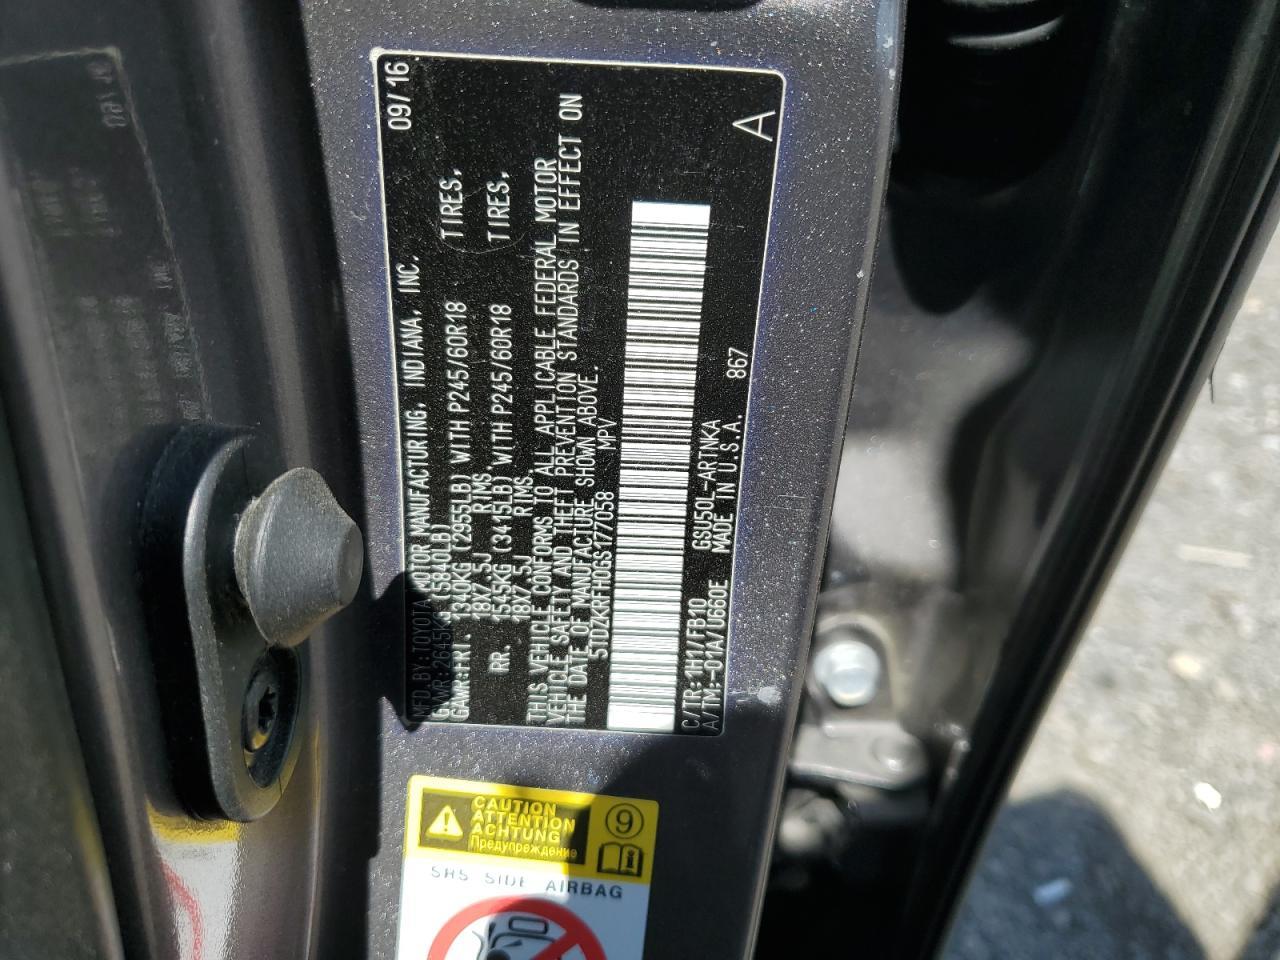 MFD. BY: TOYOTA MOTOR MANUFACTURING, INDIANA, INC. 09/16
GVWR: 2645KG (5840LB)
GAWR: FRT. 1340KG (2955LB) WITH P245/60R18 TIRES,
18X7.5J RIMS
RR. 1545KG (3415LB) WITH P245/60R18 TIRES,
18X7.5J RIMS.
THIS VEHICLE CONFORMS TO ALL APPLICABLE FEDERAL MOTOR
VEHICLE SAFETY AND THEFT PREVENTION STANDARDS IN EFFECT ON
THE DATE OF MANUFACTURE SHOWN ABOVE.
5TDZKRFH0GS177058 MPV
C/TR: 1H1/FB10 GSU50L-ARTNKA 867 A
A/TM: -01A/U660E MADE IN U.S.A.
CAUTION
ATTENTION
ACHTUNG
Предупреждение
9
i
SRS SIDE AIRBAG